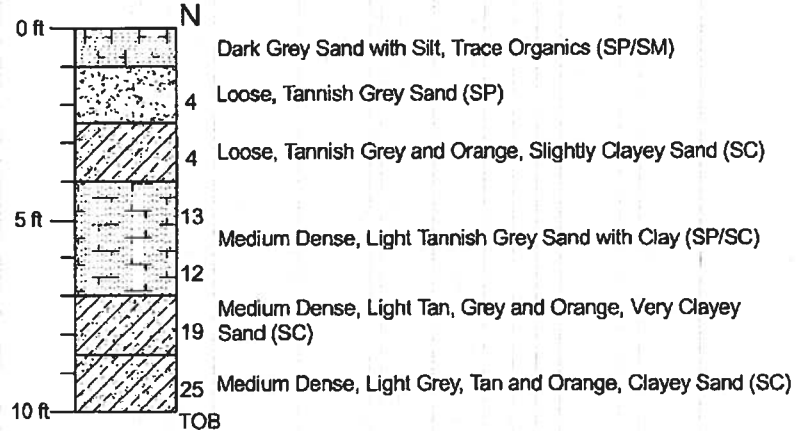 N
0 ft
Dark Grey Sand with Silt, Trace Organics (SP/SM)
4 Loose, Tannish Grey Sand (SP)
4 Loose, Tannish Grey and Orange, Slightly Clayey Sand (SC)
5 ft
13
Medium Dense, Light Tannish Grey Sand with Clay (SP/SC)
12
Medium Dense, Light Tan, Grey and Orange, Very Clayey
19 Sand (SC)
25 Medium Dense, Light Grey, Tan and Orange, Clayey Sand (SC)
10 ft
TOB